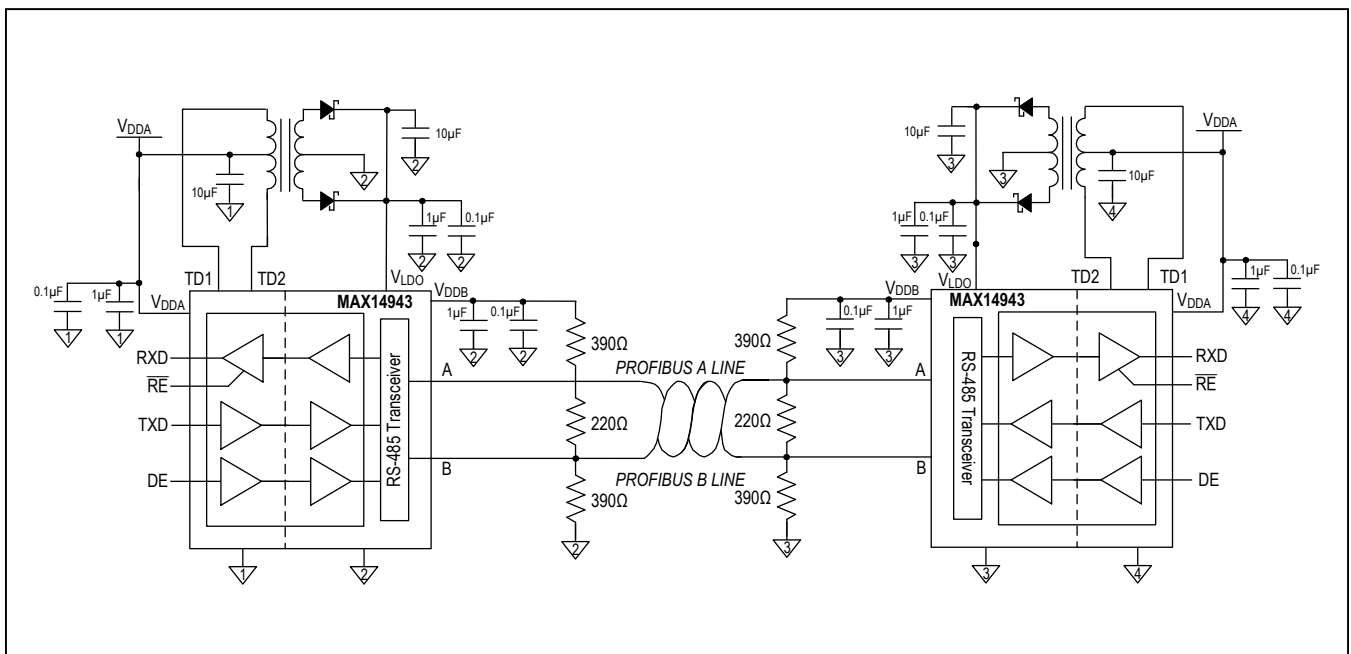 VDDA
10µF
10µF
2
2
1
1µF
0.1µF
2
2
0.1µF
1µF
1
1
TD1
TD2
VLDO
VDDA
MAX14943
VDDB
1µF
0.1µF
2
2
RXD
RE
TXD
DE
RS-485 Transceiver
A
B
390Ω
220Ω
390Ω
1
2
2
PROFIBUS A LINE
PROFIBUS B LINE
10µF
3
3
VDDA
10µF
4
1µF
0.1µF
3
3
VLDO
TD2
TD1
1µF
0.1µF
4
4
VDDA
VDDB
MAX14943
0.1µF
1µF
3
3
390Ω
220Ω
390Ω
A
B
RS-485 Transceiver
RXD
RE
TXD
DE
3
3
4